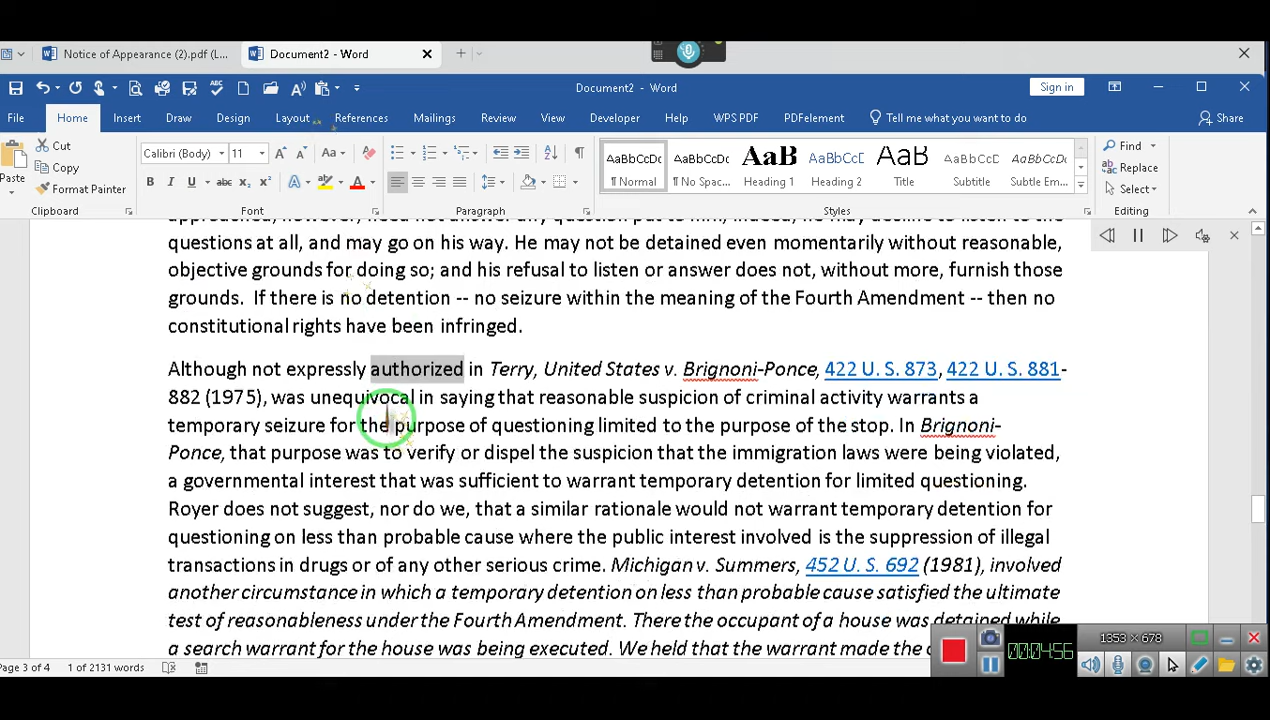 Notice of Appearance (2).pdf (L...
Document2 - Word
Document2 - Word
Sign in
File Home Insert Draw Design Layout References Mailings Review View Developer Help WPS PDF PDFelement Tell me what you want to do Share
Paste
Cut
Copy
Format Painter
Calibri (Body) 11
AaBbCcDc AaBbCcDc AaB AaBbCcD AaB AaBbCcD AaBbCcDc
¶ Normal ¶ No Spac... Heading 1 Heading 2 Title Subtitle Subtle Em...
Find
Replace
Select
Clipboard Font Paragraph Styles Editing
questions at all, and may go on his way. He may not be detained even momentarily without reasonable,
objective grounds for doing so; and his refusal to listen or answer does not, without more, furnish those
grounds. If there is no detention -- no seizure within the meaning of the Fourth Amendment -- then no
constitutional rights have been infringed.
Although not expressly authorized in Terry, United States v. Brignoni-Ponce, 422 U. S. 873, 422 U. S. 881-
882 (1975), was unequivocal in saying that reasonable suspicion of criminal activity warrants a
temporary seizure for the purpose of questioning limited to the purpose of the stop. In Brignoni-
Ponce, that purpose was to verify or dispel the suspicion that the immigration laws were being violated,
a governmental interest that was sufficient to warrant temporary detention for limited questioning.
Royer does not suggest, nor do we, that a similar rationale would not warrant temporary detention for
questioning on less than probable cause where the public interest involved is the suppression of illegal
transactions in drugs or of any other serious crime. Michigan v. Summers, 452 U. S. 692 (1981), involved
another circumstance in which a temporary detention on less than probable cause satisfied the ultimate
test of reasonableness under the Fourth Amendment. There the occupant of a house was detained while
a search warrant for the house was being executed. We held that the warrant made the
Page 3 of 4 1 of 2131 words
1353 × 678